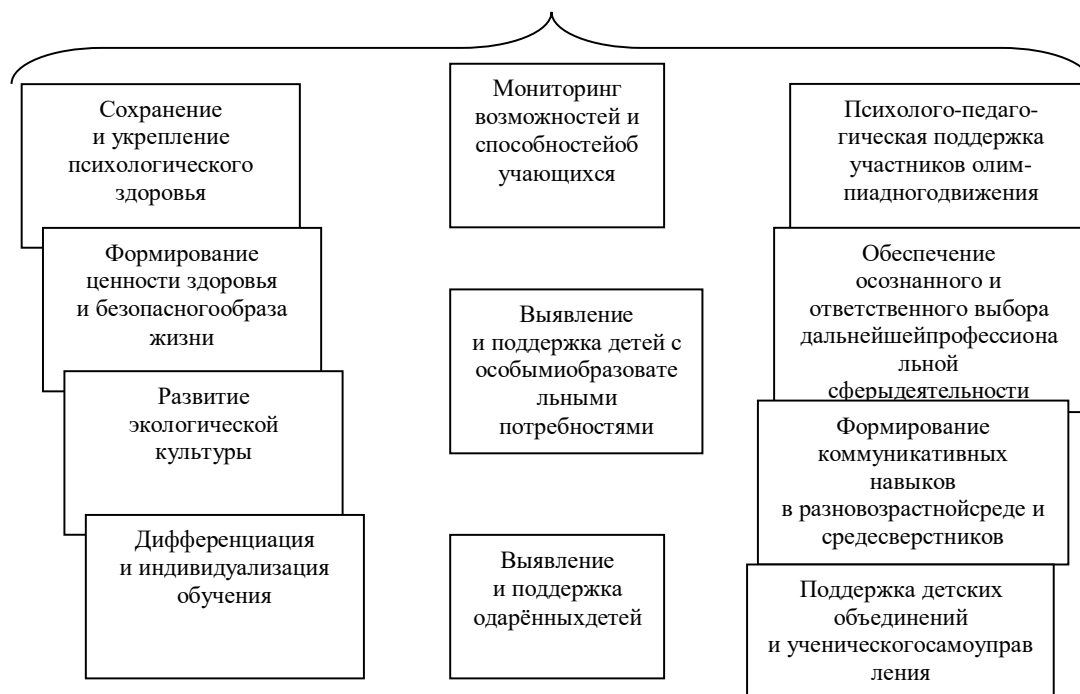 Сохранение
и укрепление
психологического
здоровья
Формирование
ценности здоровья
и безопасногообраза
жизни
Развитие
экологической
культуры
Дифференциация
и индивидуализация
обучения
Мониторинг
возможностей и
способностейоб
учающихся
Выявление
и поддержка детей с
особымиобразовате
льными
потребностями
Выявление
и поддержка
одарённыхдетей
Психолого-педаго-
гическая поддержка
участников олим-
пиадногодвижения
Обеспечение
осознанного и
ответственного выбора
дальнейшейпрофессиона
льной
сферыдеятельности
Формирование
коммуникативных
навыков
в разновозрастнойсреде и
средесверстников
Поддержка детских
объединений
и ученическогосамоуправ
ления